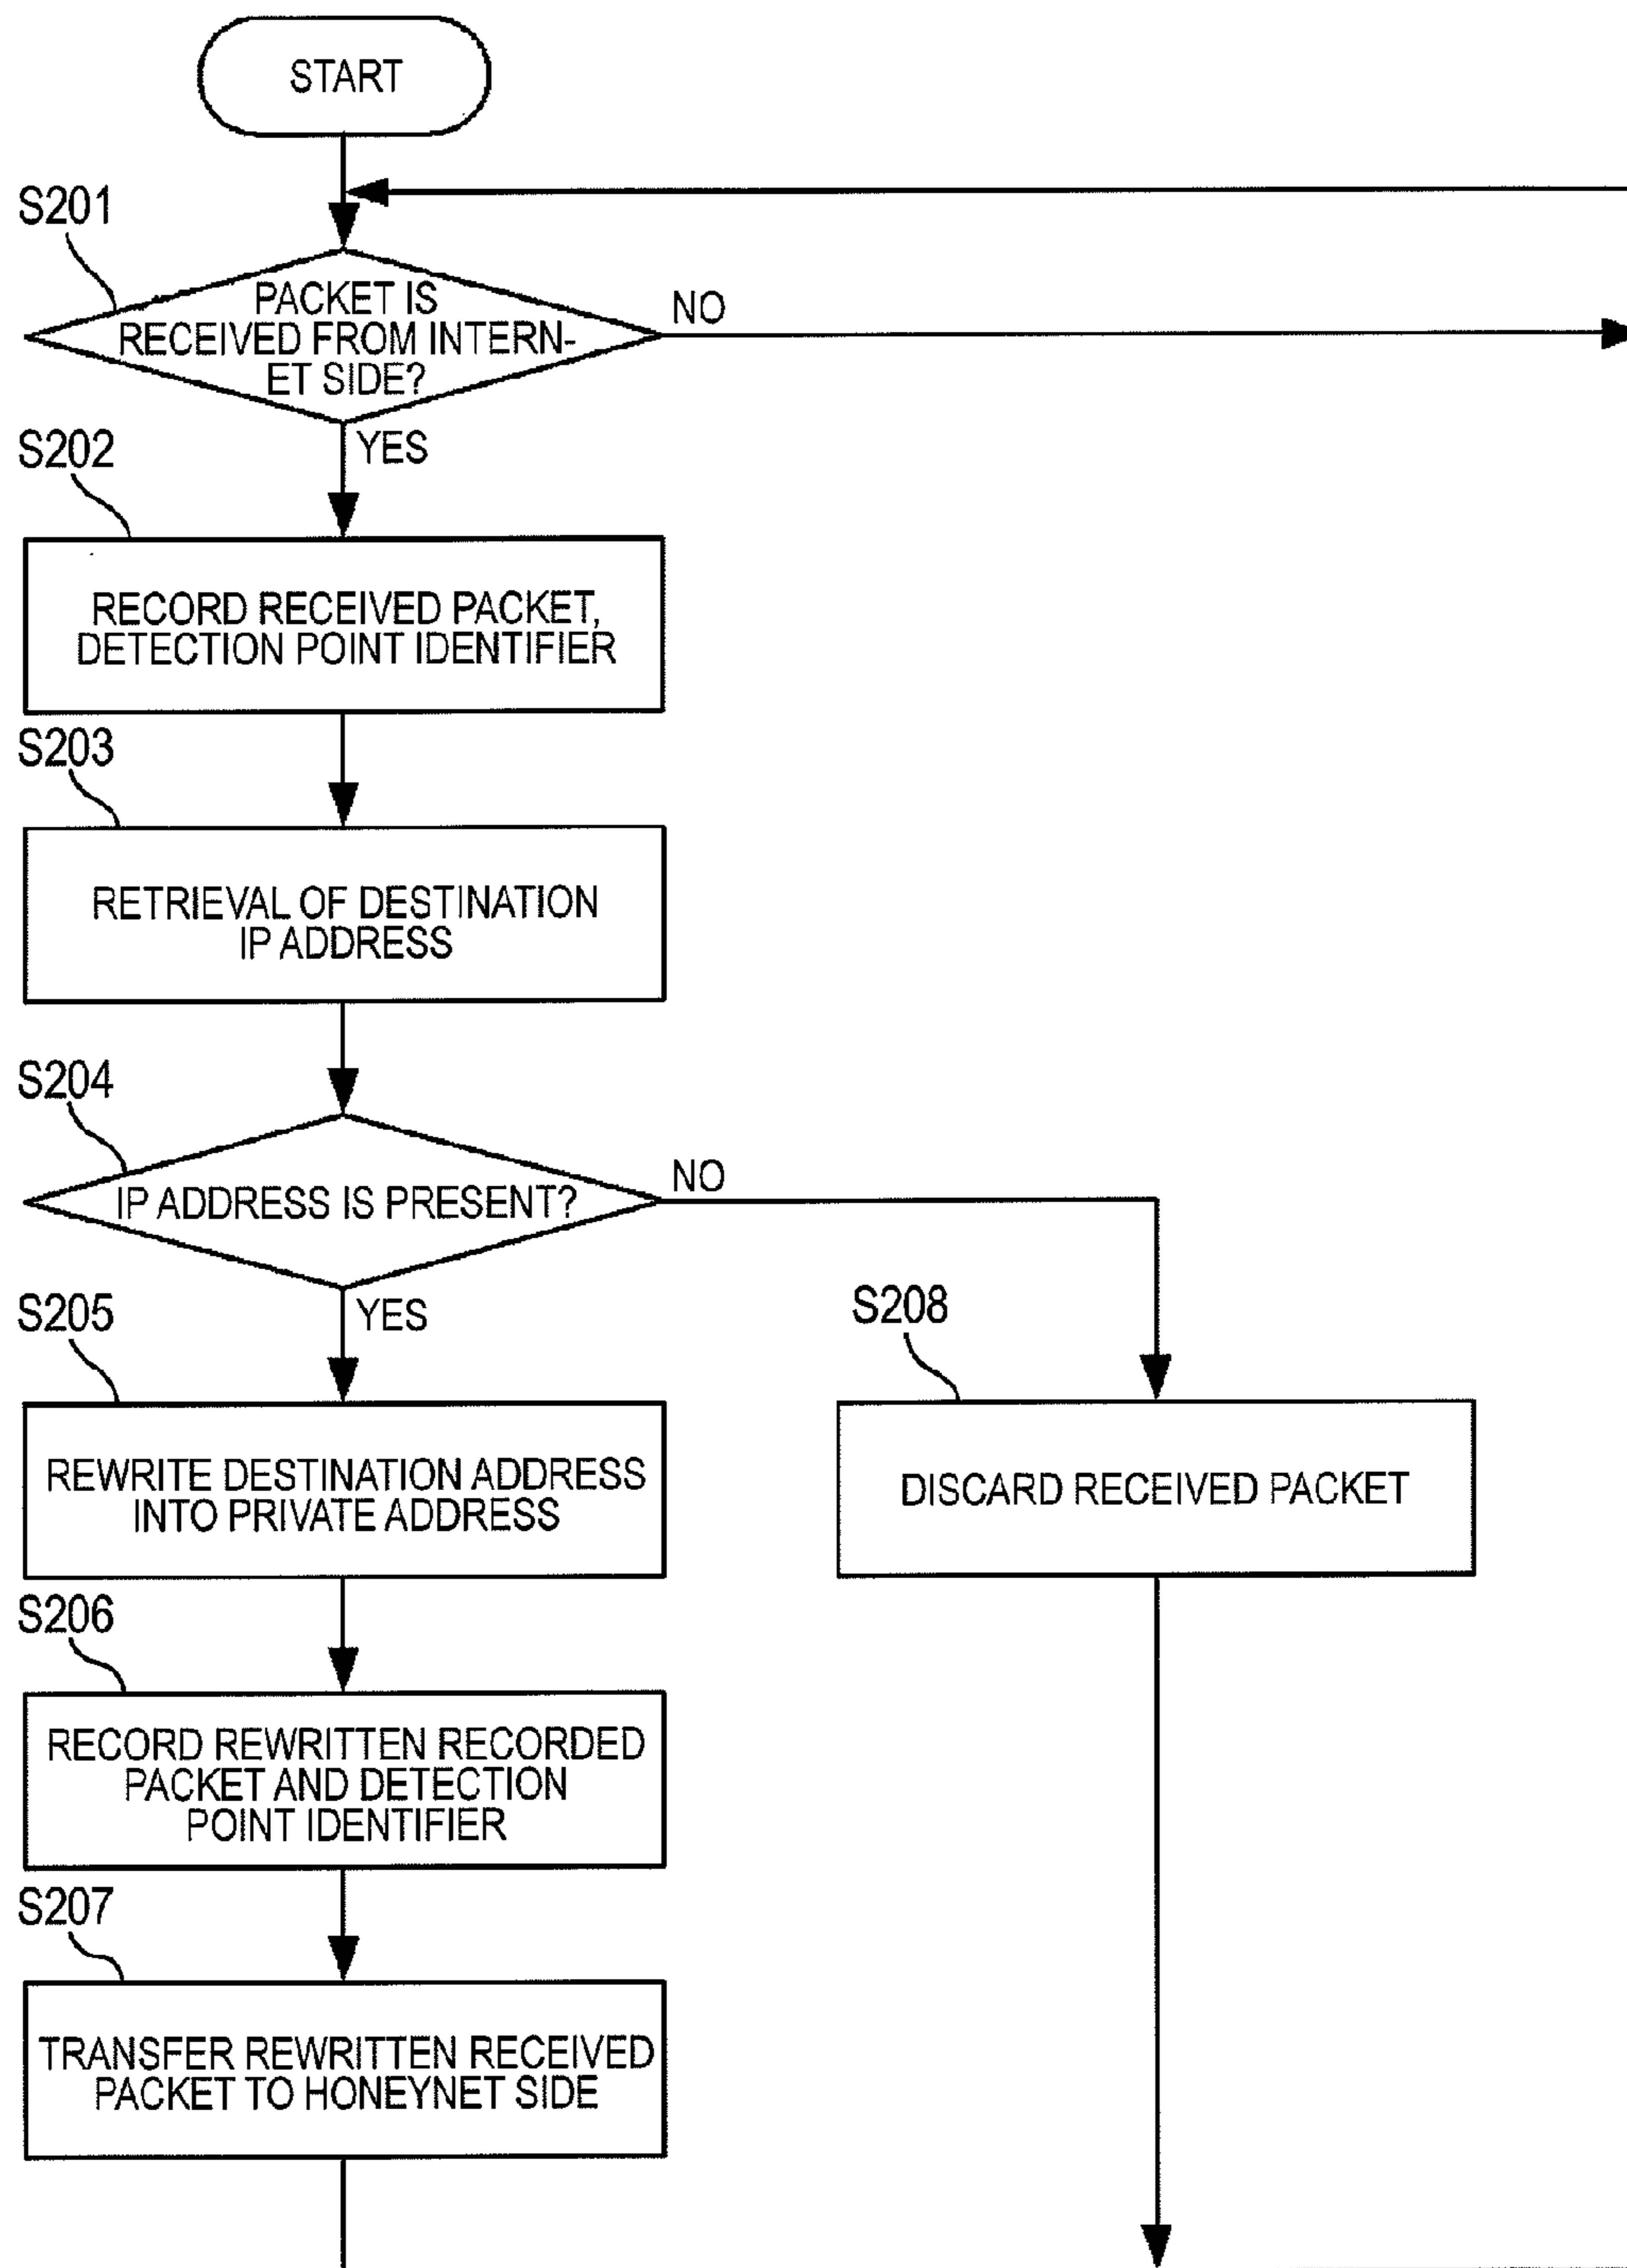 START
S201
PACKET IS
RECEIVED FROM INTERN-
ET SIDE?
NO
YES
S202
RECORD RECEIVED PACKET,
DETECTION POINT IDENTIFIER
S203
RETRIEVAL OF DESTINATION
IP ADDRESS
S204
IP ADDRESS IS PRESENT?
NO
YES
S205
REWRITE DESTINATION ADDRESS
INTO PRIVATE ADDRESS
S208
DISCARD RECEIVED PACKET
S206
RECORD REWRITTEN RECORDED
PACKET AND DETECTION
POINT IDENTIFIER
S207
TRANSFER REWRITTEN RECEIVED
PACKET TO HONEYNET SIDE